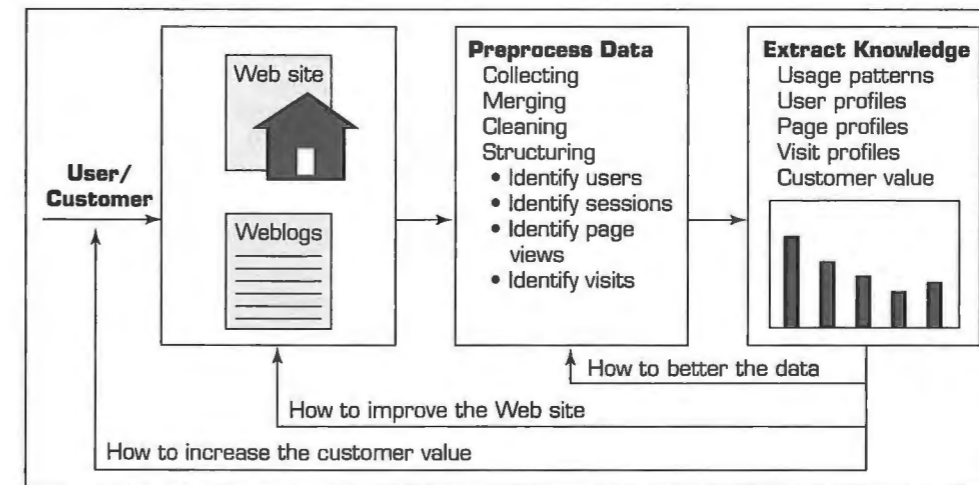 User/
Customer
Web site
Weblogs
Preprocess Data
Collecting
Merging
Cleaning
Structuring
• Identify users
• Identify sessions
• Identify page
views
• Identify visits
Extract Knowledge
Usage patterns
User profiles
Page profiles
Visit profiles
Customer value
How to better the data
How to improve the Web site
How to increase the customer value